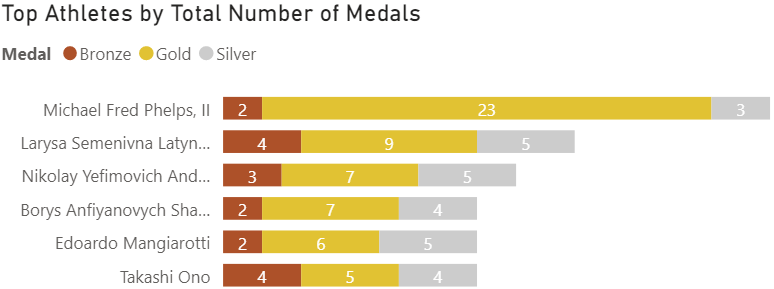 Top Athletes by Total Number of Medals
Medal Bronze Gold Silver
Michael Fred Phelps, II 2 23 3
Larysa Semenivna Latyn... 4 9 5
Nikolay Yefimovich And... 3 7 5
Borys Anfiyanovych Sha... 2 7 4
Edoardo Mangiarotti 2 6 5
Takashi Ono 4 5 4